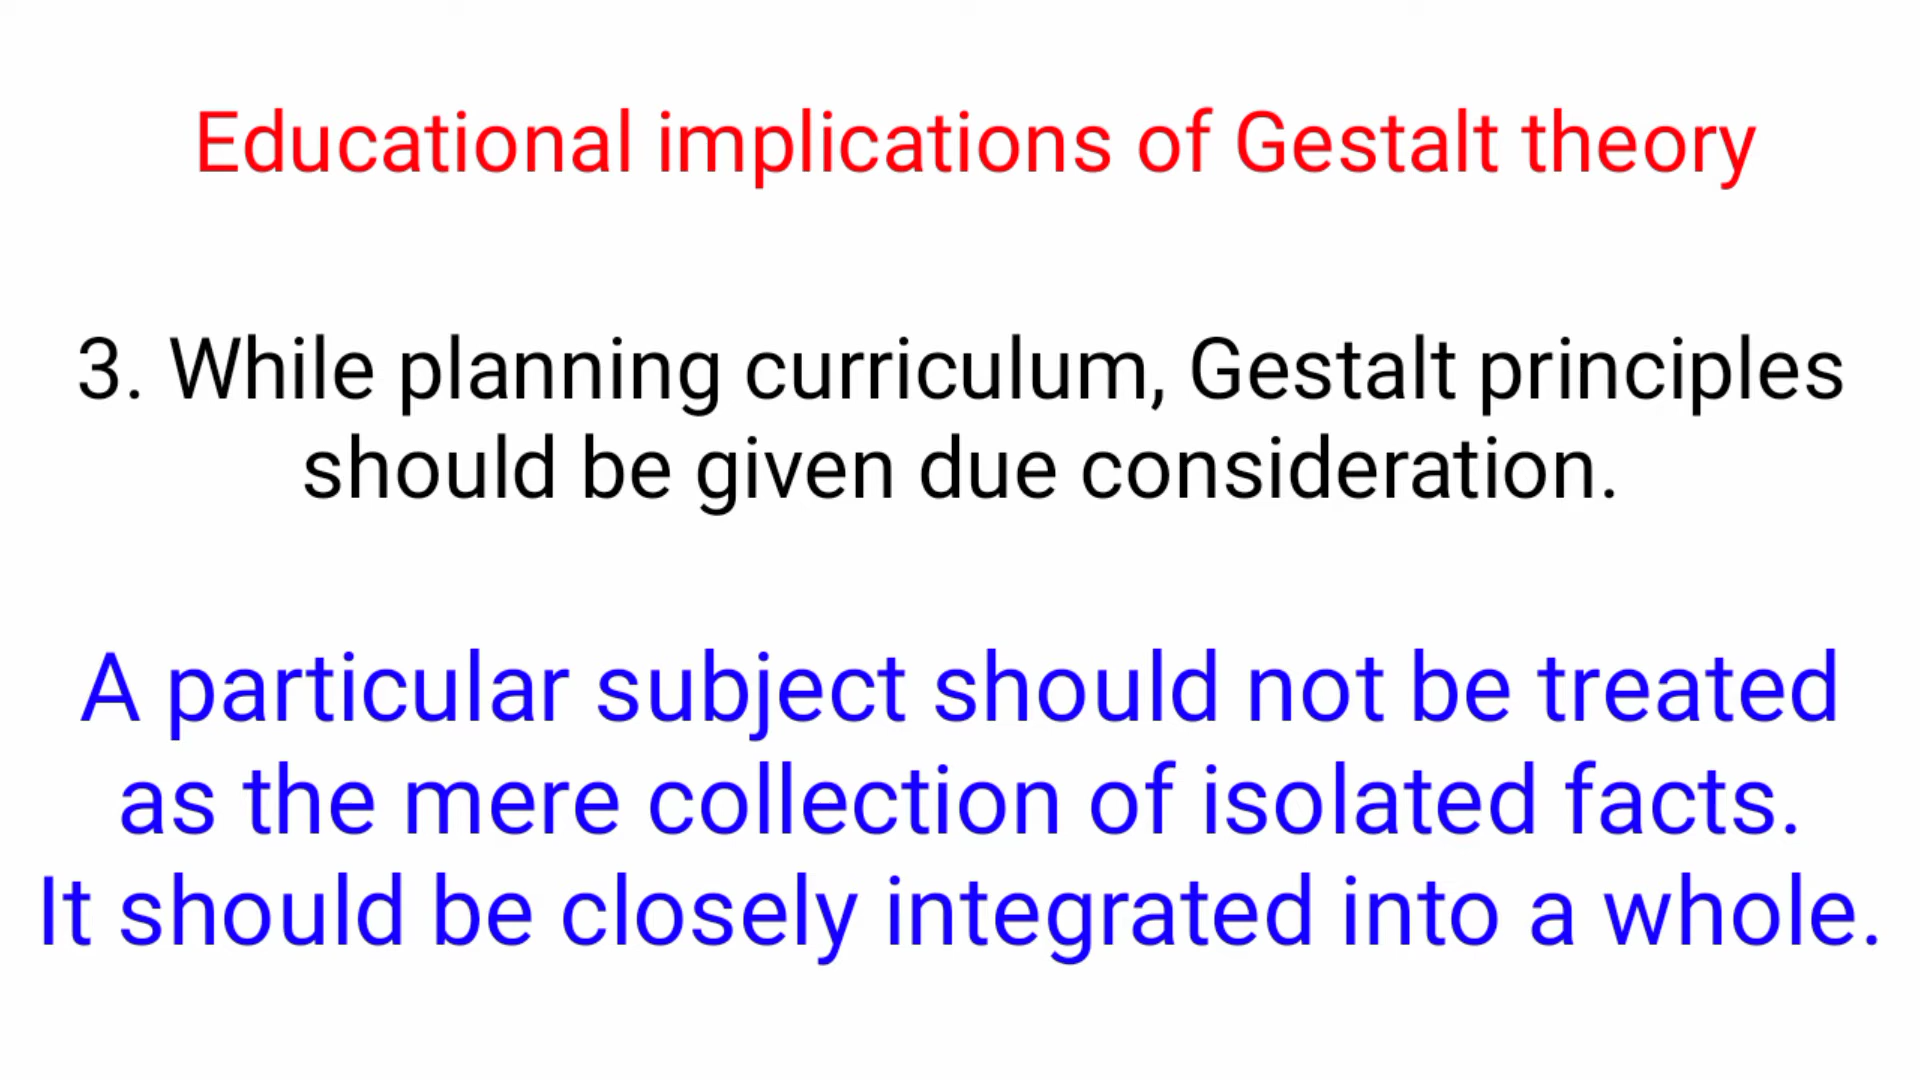 Educational implications of Gestalt theory
3. While planning curriculum, Gestalt principles
should be given due consideration.
A particular subject should not be treated
as the mere collection of isolated facts.
It should be closely integrated into a whole.